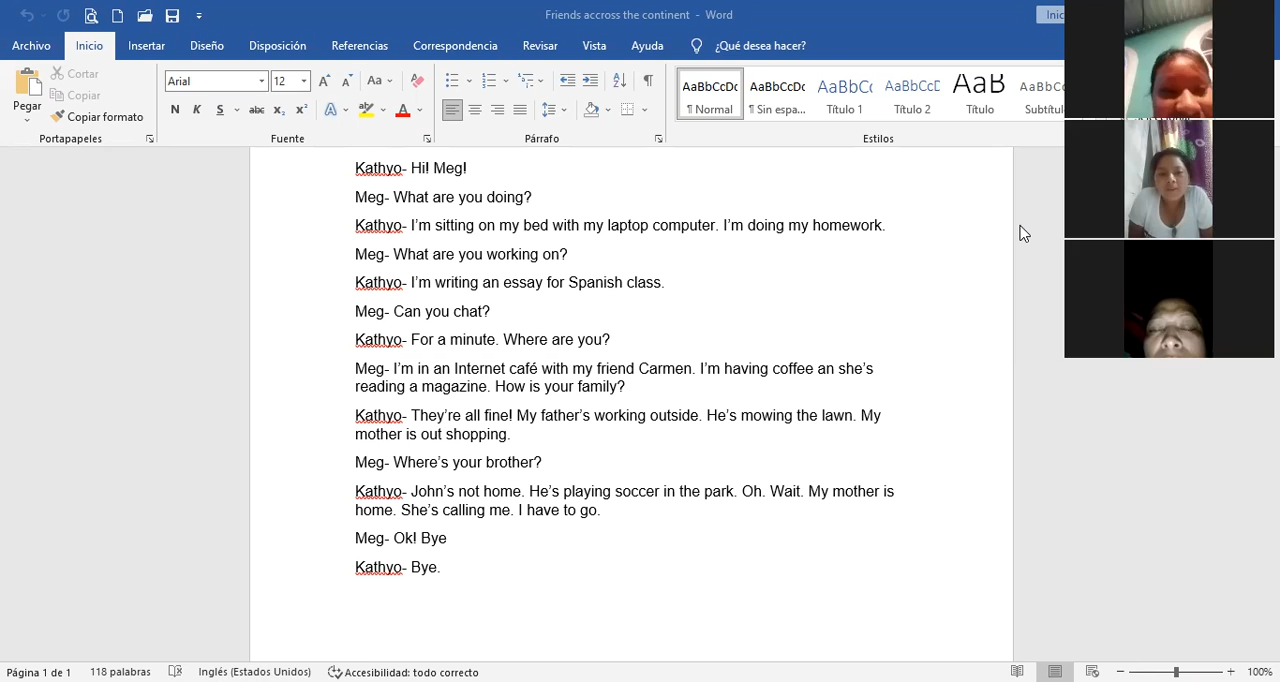 Friends accross the continent - Word
Inic
Archivo Inicio Insertar Diseño Disposición Referencias Correspondencia Revisar Vista Ayuda ¿Qué desea hacer?
Pegar
Cortar
Copiar
Copiar formato
Portapapeles
Arial 12
Aa
N K S abc x₂ x² A A
Fuente
Párrafo
AaBbCcDc AaBbCcDc AaBbC AaBbCcD AaB AaBbCc
¶ Normal ¶ Sin espa... Título 1 Título 2 Título Subtítul
Estilos
Kathyo- Hi! Meg!
Meg- What are you doing?
Kathyo- I'm sitting on my bed with my laptop computer. I'm doing my homework.
Meg- What are you working on?
Kathyo- I'm writing an essay for Spanish class.
Meg- Can you chat?
Kathyo- For a minute. Where are you?
Meg- I'm in an Internet café with my friend Carmen. I'm having coffee an she's
reading a magazine. How is your family?
Kathyo- They're all fine! My father's working outside. He's mowing the lawn. My
mother is out shopping.
Meg- Where's your brother?
Kathyo- John's not home. He's playing soccer in the park. Oh. Wait. My mother is
home. She's calling me. I have to go.
Meg- Ok! Bye
Kathyo- Bye.
Página 1 de 1 118 palabras Inglés (Estados Unidos) Accesibilidad: todo correcto 100%